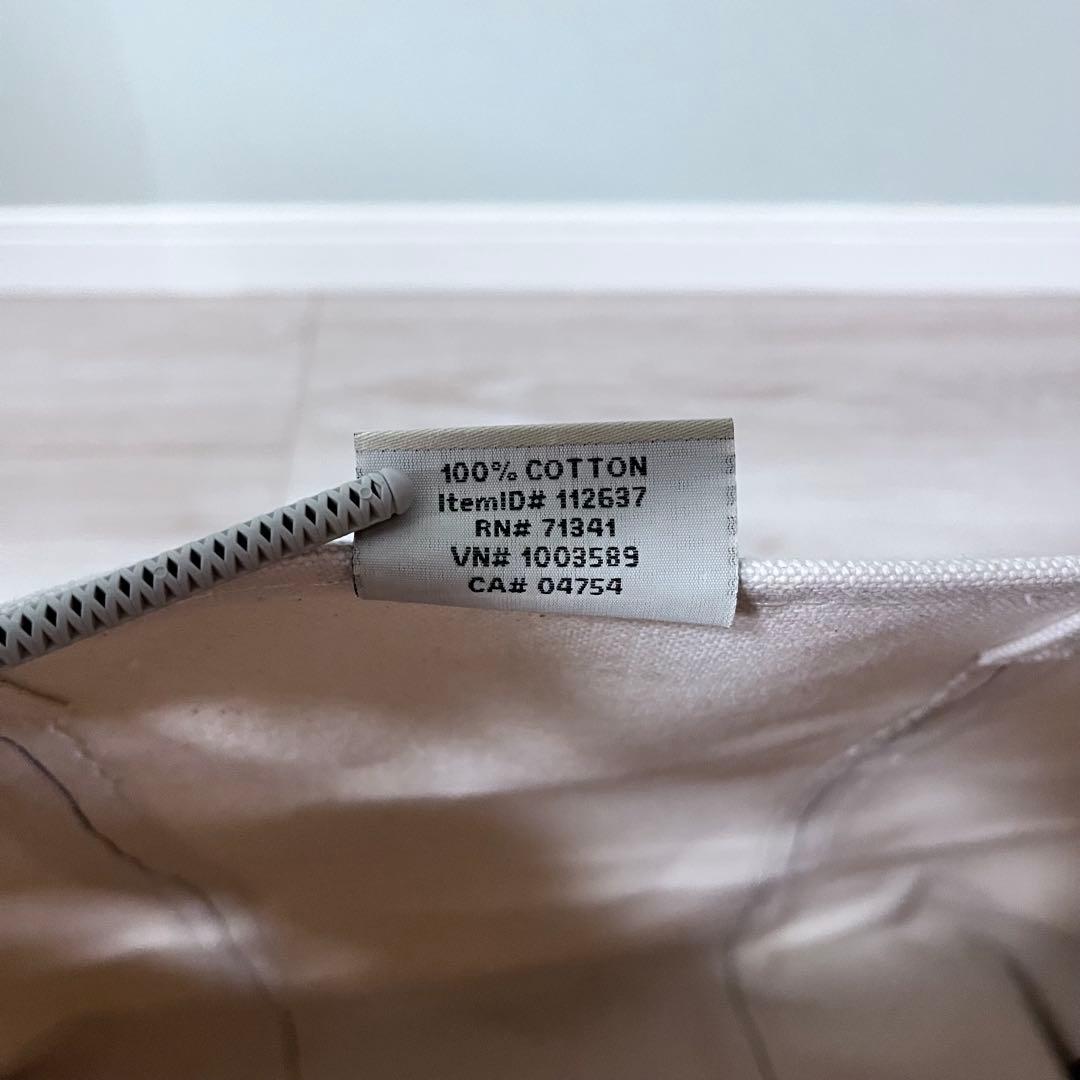 100% COTTON
ItemID# 112637
RN# 71341
VN# 1003589
CA# 04754